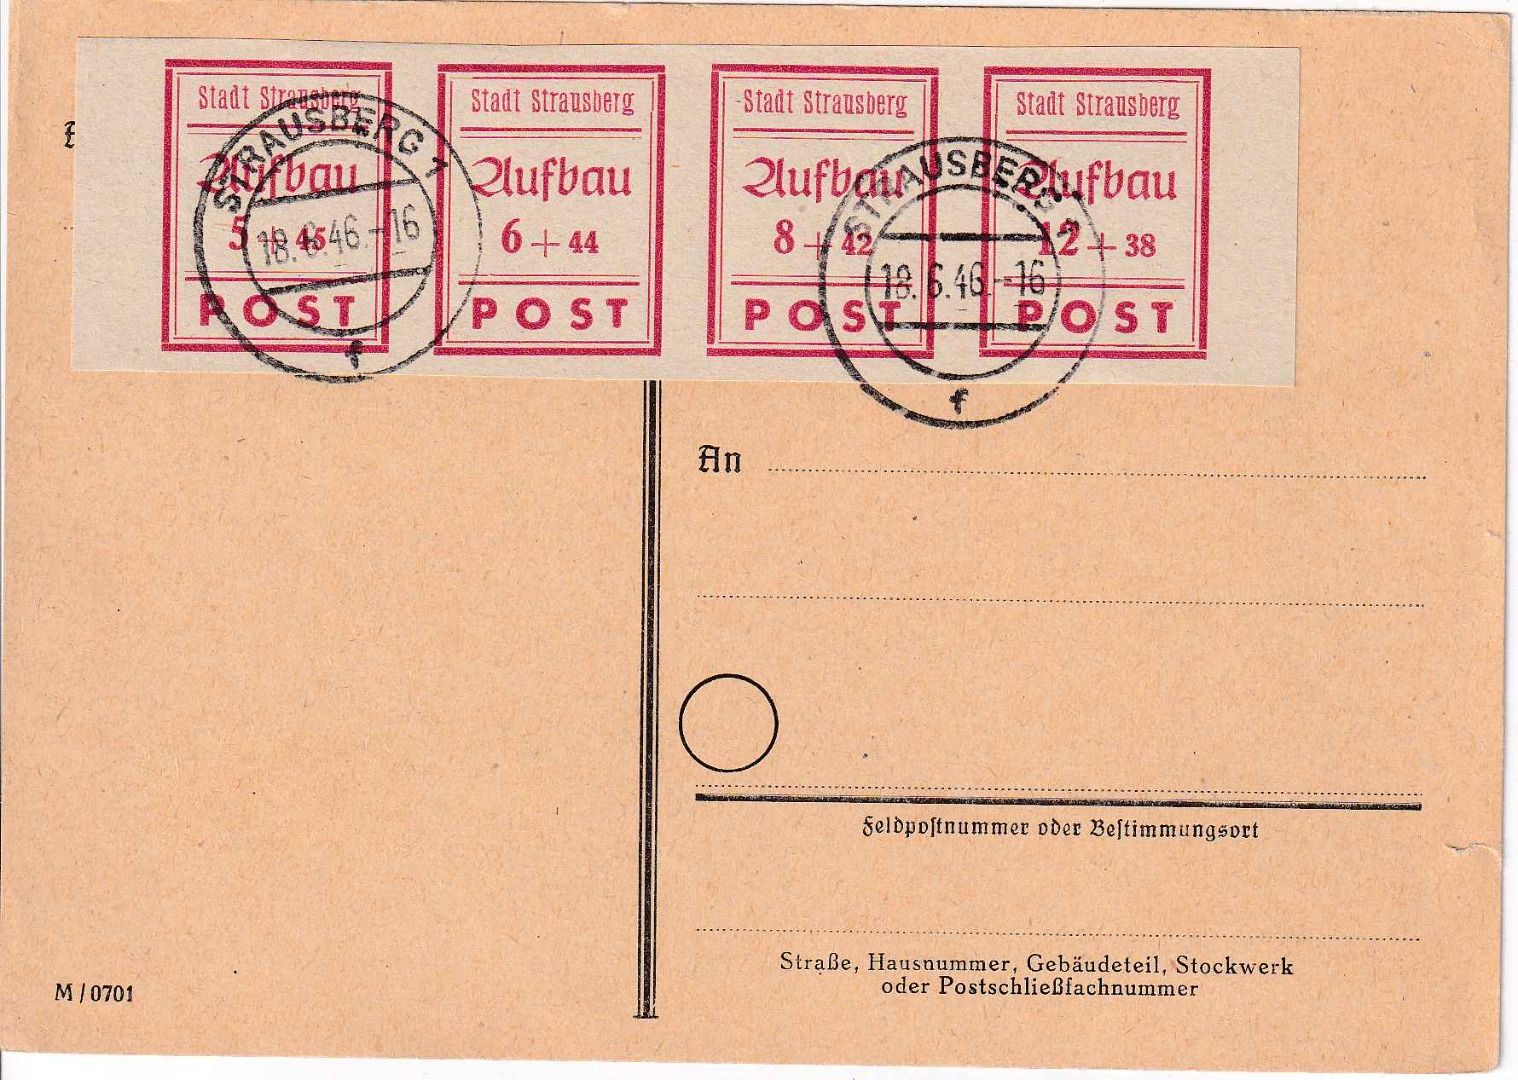 Stadt Strausberg
Aufbau
5 + 45
POST
Stadt Strausberg
Aufbau
6 + 44
POST
Stadt Strausberg
Aufbau
8 + 42
POST
Stadt Strausberg
Aufbau
12 + 38
POST
STRAUSBERG 1
18.6.46.-16
f
STRAUSBERG 1
18.6.46.-16
f
An
Feldpostnummer oder Bestimmungsort
Straße, Hausnummer, Gebäudeteil, Stockwerk
oder Postschließfachnummer
M / 0701